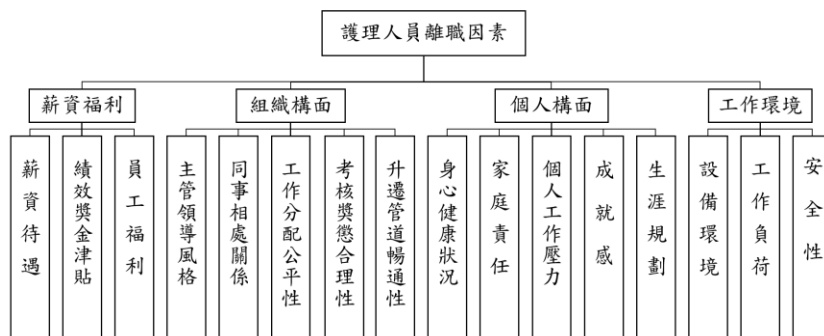 護理人員離職因素
薪資福利
組織構面
個人構面
工作環境
薪資待遇
績效獎金津貼
員工福利
主管領導風格
同事相處關係
工作分配公平性
考核獎懲合理性
升遷管道暢通性
身心健康狀況
家庭責任
個人工作壓力
成就感
生涯規劃
設備環境
工作負荷
安全性